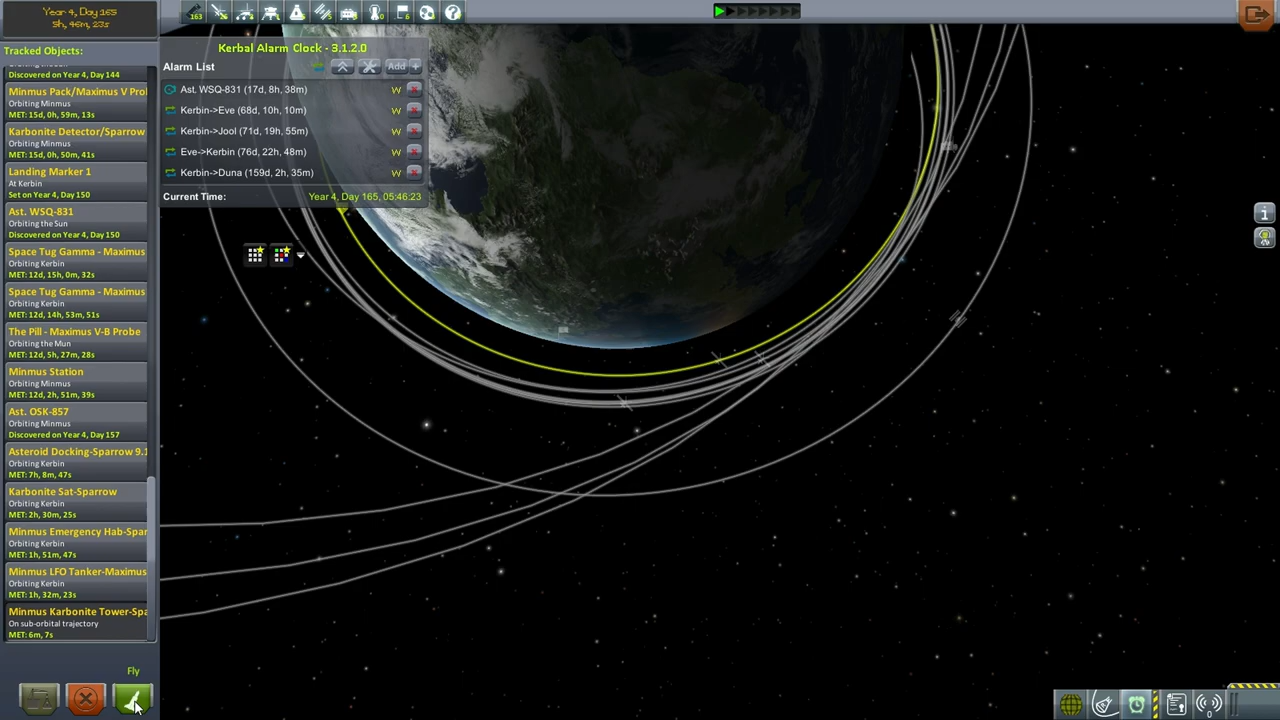 Year 4, Day 165
5h, 46m, 23s
163
0
6
Tracked Objects:
Discovered on Year 4, Day 144
Minmus Pack/Maximus V Pro
Orbiting Minmus
MET: 15d, 0h, 59m, 13s
Karbonite Detector/Sparrow
Orbiting Minmus
MET: 15d, 0h, 50m, 41s
Landing Marker 1
At Kerbin
Set on Year 4, Day 150
Ast. WSQ-831
Orbiting the Sun
Discovered on Year 4, Day 150
Space Tug Gamma - Maximus
Orbiting Kerbin
MET: 12d, 15h, 0m, 32s
Space Tug Gamma - Maximus
Orbiting Kerbin
MET: 12d, 14h, 53m, 51s
The Pill - Maximus V-B Probe
Orbiting the Mun
MET: 12d, 5h, 27m, 28s
Minmus Station
Orbiting Minmus
MET: 12d, 2h, 51m, 39s
Ast. OSK-857
Orbiting Minmus
Discovered on Year 4, Day 157
Asteroid Docking-Sparrow 9.1
Orbiting Kerbin
MET: 7h, 8m, 47s
Karbonite Sat-Sparrow
Orbiting Kerbin
MET: 2h, 30m, 25s
Minmus Emergency Hab-Spar
Orbiting Kerbin
MET: 1h, 51m, 47s
Minmus LFO Tanker-Maximus
Orbiting Kerbin
MET: 1h, 32m, 23s
Minmus Karbonite Tower-Spa
On sub-orbital trajectory
MET: 6m, 7s
Fly
Kerbal Alarm Clock - 3.1.2.0
Alarm List
Add +
Ast. WSQ-831 (17d, 8h, 38m) W
Kerbin->Eve (68d, 10h, 10m) W
Kerbin->Jool (71d, 19h, 55m) W
Eve->Kerbin (76d, 22h, 48m) W
Kerbin->Duna (159d, 2h, 35m) W
Current Time: Year 4, Day 165, 05:46:23
0